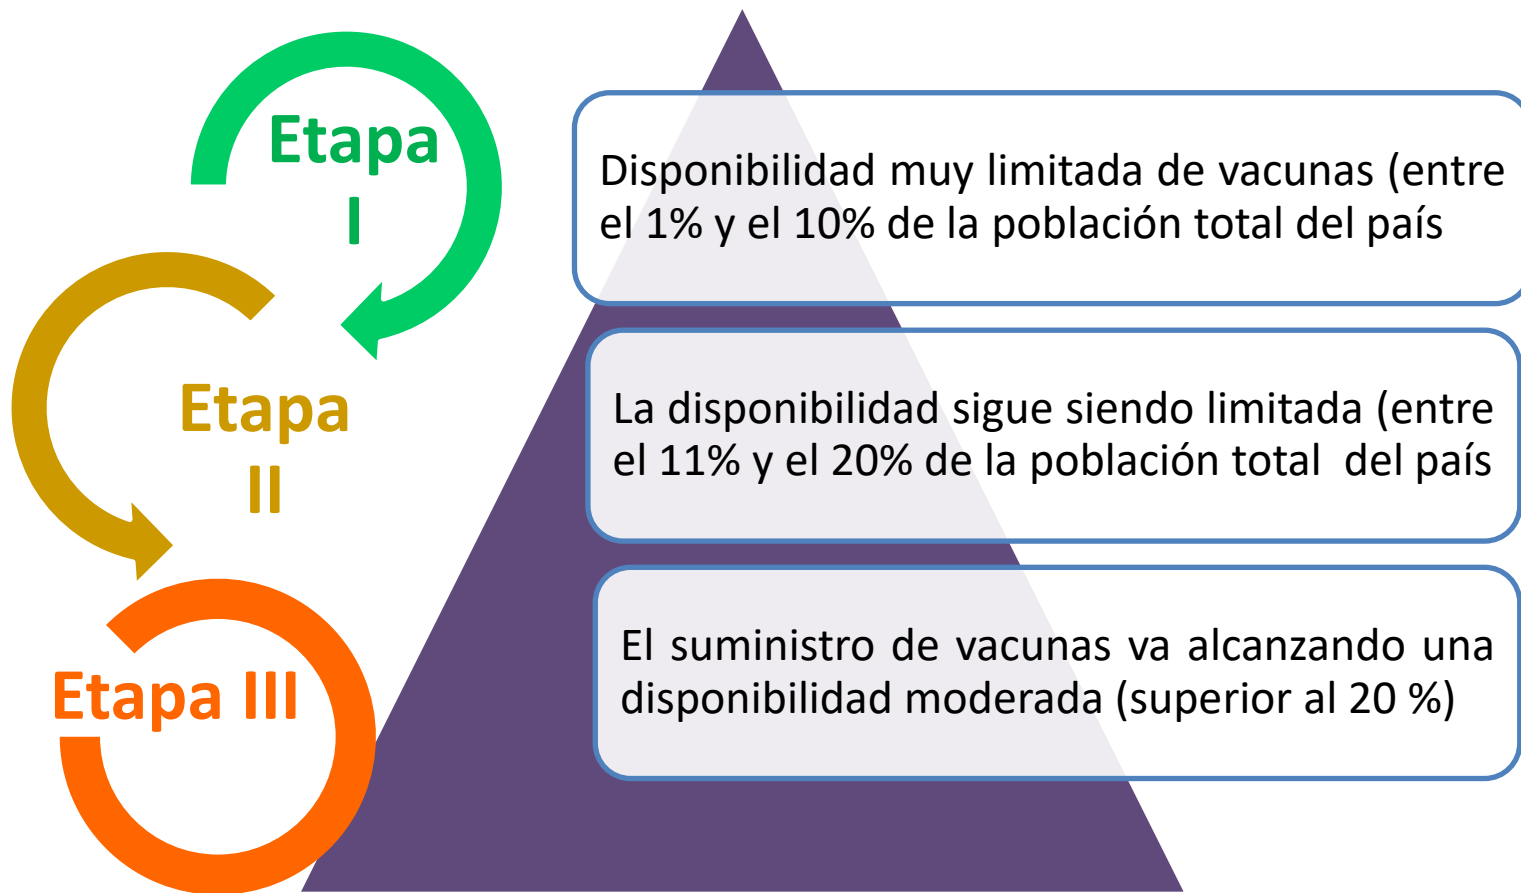 Etapa
I
Disponibilidad muy limitada de vacunas (entre
el 1% y el 10% de la población total del país
Etapa
II
La disponibilidad sigue siendo limitada (entre
el 11% y el 20% de la población total  del país
Etapa III
El suministro de vacunas va alcanzando una
disponibilidad moderada (superior al 20 %)